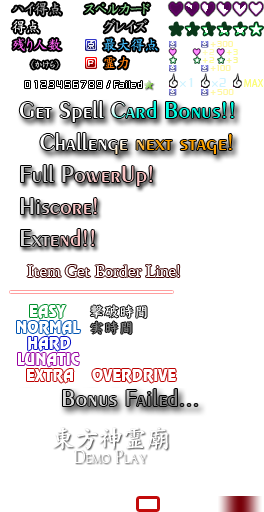 ハイ得点 スペルカード
得点 グレイズ
残り人数 最大得点
(かけら) P 霊力
0123456789/Failed
×1 ×2 MAX
Get Spell Card Bonus!!
Challenge next stage!
Full PowerUp!
Hiscore!
Extend!!
Item Get Border Line!
EASY 撃破時間
NORMAL 実時間
HARD
LUNATIC
EXTRA OVERDRIVE
Bonus Failed...
東方神霊廟
Demo Play